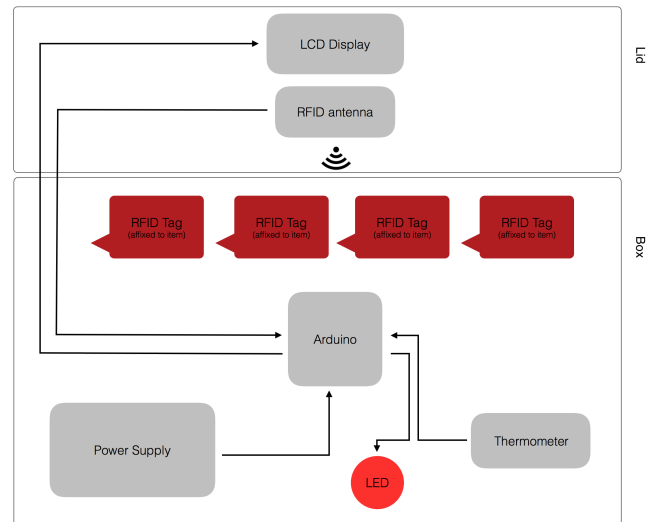 LCD Display
Lid
RFID antenna
RFID Tag
(affixed to item)
RFID Tag
(affixed to item)
RFID Tag
(affixed to item)
RFID Tag
(affixed to item)
Box
Arduino
Power Supply
Thermometer
LED